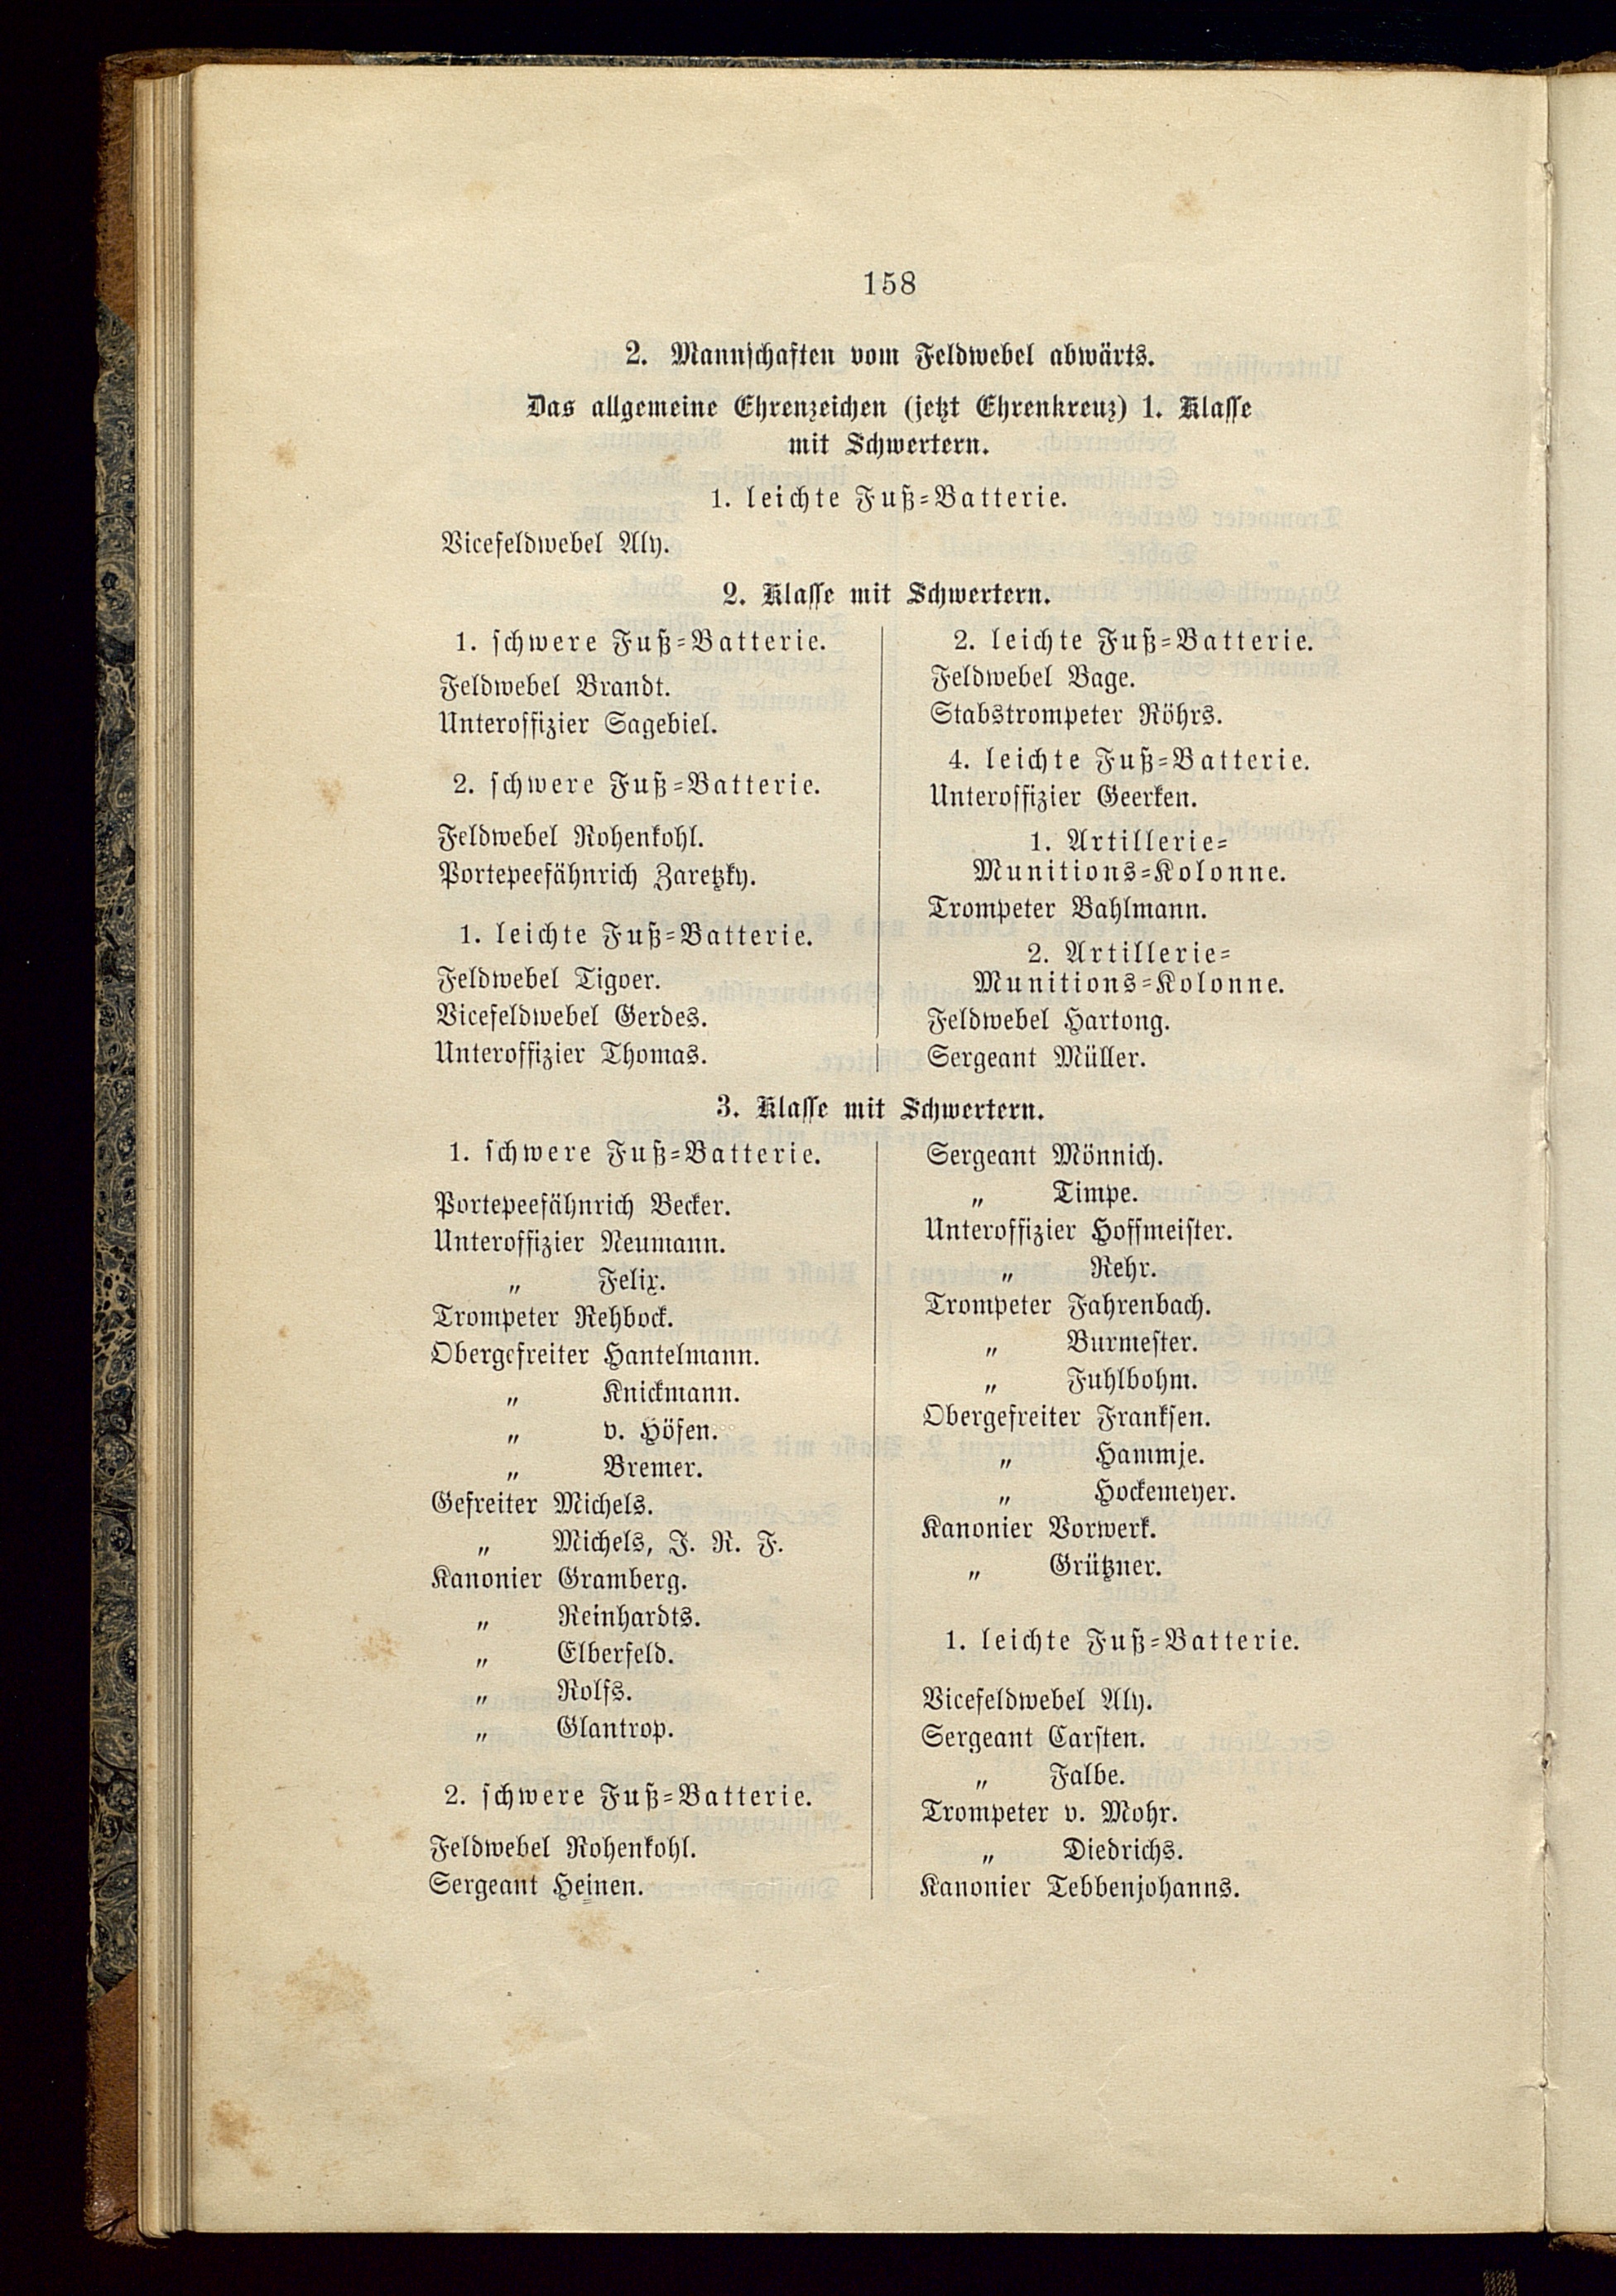 158
2. Mannschaften vom Feldwebel abwärts.
Das allgemeine Ehrenzeichen (jetzt Ehrenkreuz) 1. Klasse
mit Schwertern.
1. leichte Fuß-Batterie.
Vicefeldwebel Aly.
2. Klasse mit Schwertern.
1. schwere Fuß-Batterie.
Feldwebel Brandt.
Unteroffizier Sagebiel.
2. schwere Fuß-Batterie.
Feldwebel Rohenkohl.
Portepeefähnrich Zaretzky.
1. leichte Fuß-Batterie.
Feldwebel Tigoer.
Vicefeldwebel Gerdes.
Unteroffizier Thomas.
2. leichte Fuß-Batterie.
Feldwebel Bage.
Stabstrompeter Röhrs.
4. leichte Fuß-Batterie.
Unteroffizier Geerken.
1. Artillerie-
Munitions-Kolonne.
Trompeter Bahlmann.
2. Artillerie-
Munitions-Kolonne.
Feldwebel Hartong.
Sergeant Müller.
3. Klasse mit Schwertern.
1. schwere Fuß-Batterie.
Portepeefähnrich Becker.
Unteroffizier Neumann.
„ Felix.
Trompeter Rehbock.
Obergefreiter Hantelmann.
„ Knickmann.
„ v. Höfen.
„ Bremer.
Gefreiter Michels.
„ Michels, J. R. F.
Kanonier Gramberg.
„ Reinhardts.
„ Elberfeld.
„ Rolfs.
„ Glantrop.
2. schwere Fuß-Batterie.
Feldwebel Rohenkohl.
Sergeant Heinen.
Sergeant Mönnich.
„ Timpe.
Unteroffizier Hoffmeister.
„ Rehr.
Trompeter Fahrenbach.
„ Burmester.
„ Fuhlbohm.
Obergefreiter Franksen.
„ Hammje.
„ Hockemeyer.
Kanonier Vorwerk.
„ Grützner.
1. leichte Fuß-Batterie.
Vicefeldwebel Aly.
Sergeant Carsten.
„ Falbe.
Trompeter v. Mohr.
„ Diedrichs.
Kanonier Tebbenjohanns.